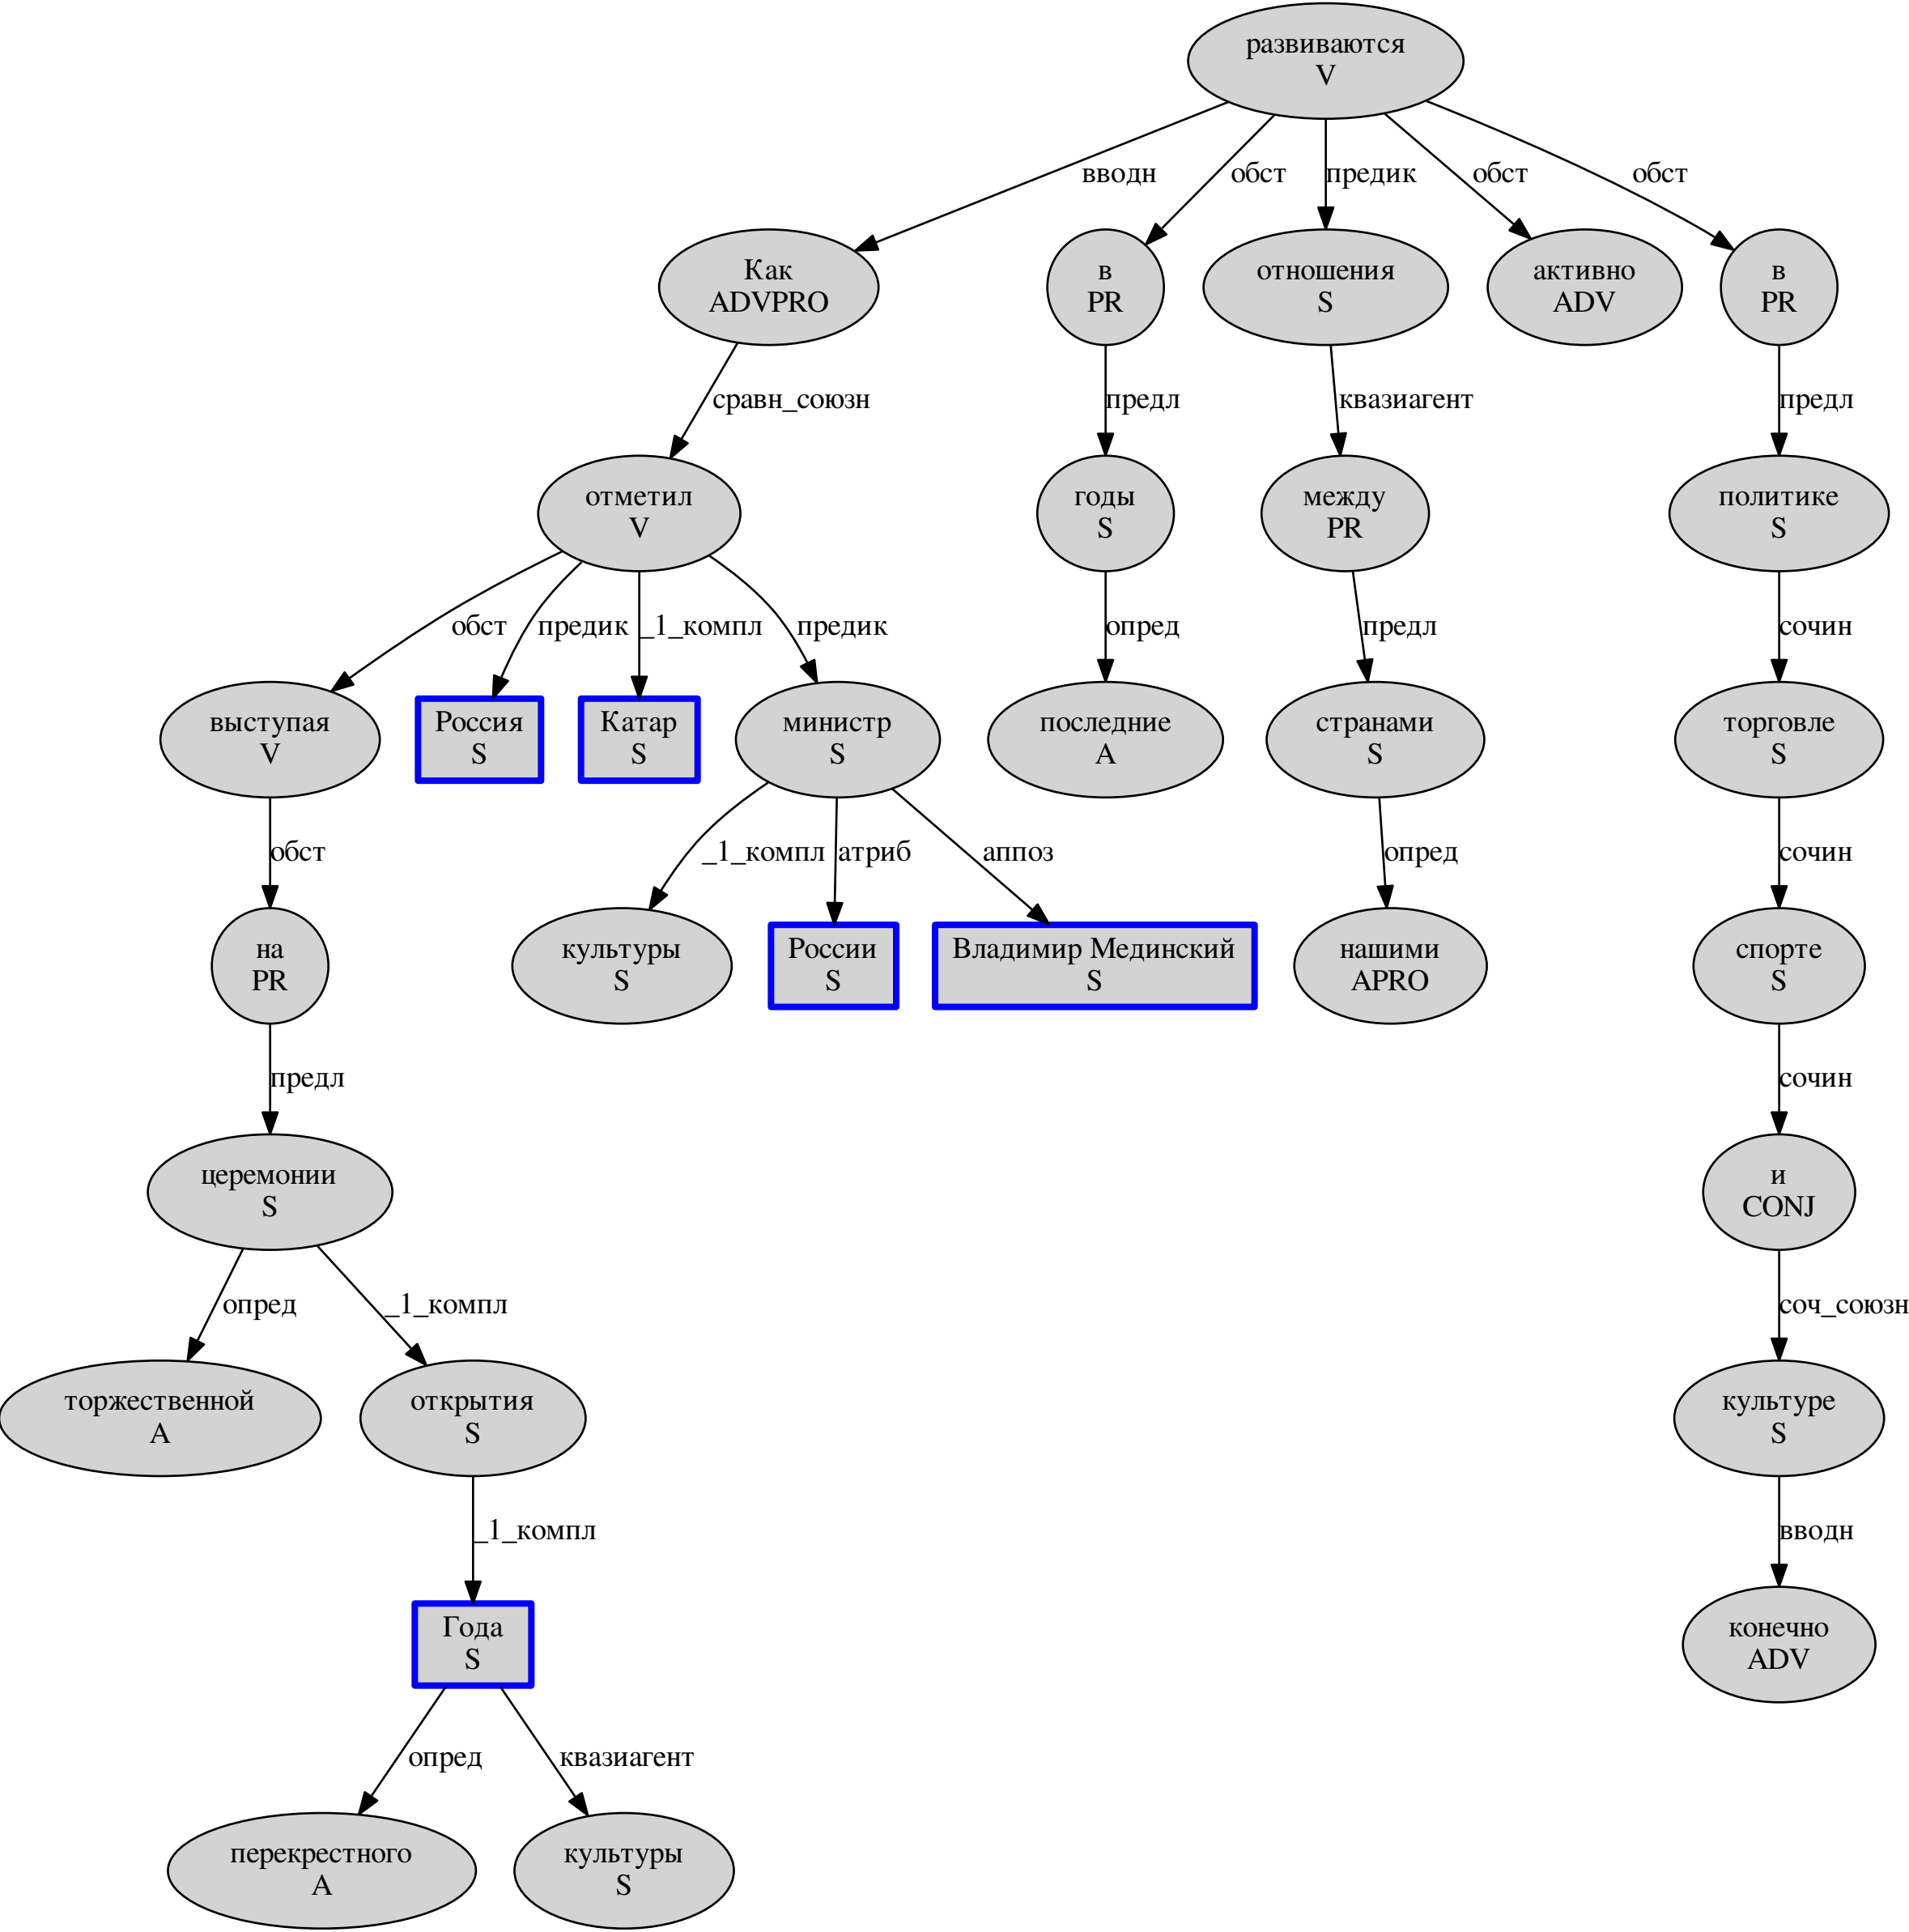 развиваются
V
вводн
обст
предик
обст
обст
Как
ADVPRO
в
PR
отношения
S
активно
ADV
в
PR
сравн_союзн
предл
квазиагент
предл
отметил
V
годы
S
между
PR
политике
S
обст
предик
_1_компл
предик
опред
предл
сочин
выступая
V
Россия
S
Катар
S
министр
S
последние
A
странами
S
торговле
S
обст
_1_компл
атриб
аппоз
опред
сочин
на
PR
культуры
S
России
S
Владимир Мединский
S
нашими
APRO
спорте
S
предл
сочин
церемонии
S
и
CONJ
опред
_1_компл
соч_союзн
торжественной
A
открытия
S
культуре
S
_1_компл
вводн
Года
S
конечно
ADV
опред
квазиагент
перекрестного
A
культуры
S